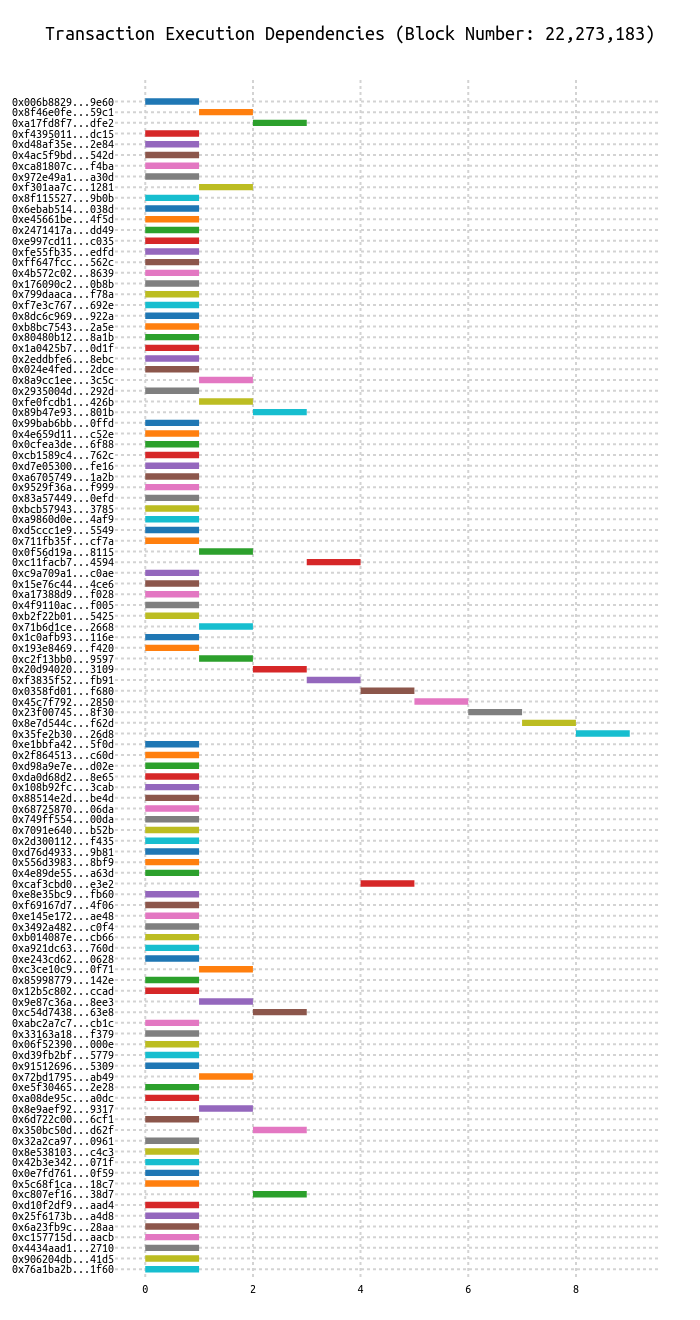 Transaction Execution Dependencies (Block Number: 22,273,183)
0x006b8829...9e60
0x8f46e0fe...59c1
0xa17fd8f7...dfe2
0xf4395011...dc15
0xd48af35e...2e84
0x4ac5f9bd...542d
0xca81807c...f4ba
0x972e49a1...a30d
0xf301aa7c...1281
0x8f115527...9b0b
0x6ebab514...038d
0xe45661be...4f5d
0x2471417a...dd49
0xe997cd11...c035
0xfe55fb35...edfd
0xff647fcc...562c
0x4b572c02...8639
0x176090c2...0b8b
0x799daaca...f78a
0xf7e3c767...692e
0x8dc6c969...922a
0xb8bc7543...2a5e
0x80480b12...8a1b
0x1a0425b7...0d1f
0x2eddbfe6...8ebc
0x024e4fed...2dce
0x8a9cc1ee...3c5c
0x2935004d...292d
0xfe0fcdb1...426b
0x89b47e93...801b
0x99bab6bb...0ffd
0x4e659d11...c52e
0x0cfea3de...6f88
0xcb1589c4...762c
0xd7e05300...fe16
0xa6705749...1a2b
0x9529f36a...f999
0x83a57449...0efd
0xbcb57943...3785
0xa9860d0e...4af9
0xd5ccc1e9...5549
0x711fb35f...cf7a
0x0f56d19a...8115
0xc11facb7...4594
0xc9a709a1...c0ae
0x15e76c44...4ce6
0xa17388d9...f028
0x4f9110ac...f005
0xb2f22b01...5425
0x71b6d1ce...2668
0x1c0afb93...116e
0x193e8469...f420
0xc2f13bb0...9597
0x20d94020...3109
0xf3835f52...fb91
0x0358fd01...f680
0x45c7f792...2850
0x23f00745...8f30
0x8e7d544c...f62d
0x35fe2b30...26d8
0xe1bbfa42...5f0d
0x2f864513...c60d
0xd98a9e7e...d02e
0xda0d68d2...8e65
0x108b92fc...3cab
0x88514e2d...be4d
0x68725870...06da
0x749ff554...00da
0x7091e640...b52b
0x2d300112...f435
0xd76d4933...9b81
0x556d3983...8bf9
0x4e89de55...a63d
0xcaf3cbd0...e3e2
0xe8e35bc9...fb60
0xf69167d7...4f06
0xe145e172...ae48
0x3492a482...c0f4
0xb014087e...cb66
0xa921dc63...760d
0xe243cd62...0628
0xc3ce10c9...0f71
0x85998779...142e
0x12b5c802...ccad
0x9e87c36a...8ee3
0xc54d7438...63e8
0xabc2a7c7...cb1c
0x33163a18...f379
0x06f52390...000e
0xd39fb2bf...5779
0x91512696...5309
0x72bd1795...ab49
0xe5f30465...2e28
0xa08de95c...a0dc
0x8e9aef92...9317
0x6d722c00...6cf1
0x350bc50d...d62f
0x32a2ca97...0961
0x8e538103...c4c3
0x42b3e342...071f
0x0e7fd761...0f59
0x5c68f1ca...18c7
0xc807ef16...38d7
0xd10f2df9...aad4
0x25f6173b...a4d8
0x6a23fb9c...28aa
0xc157715d...aacb
0x4434aad1...2710
0x906204db...41d5
0x76a1ba2b...1f60
0 2 4 6 8